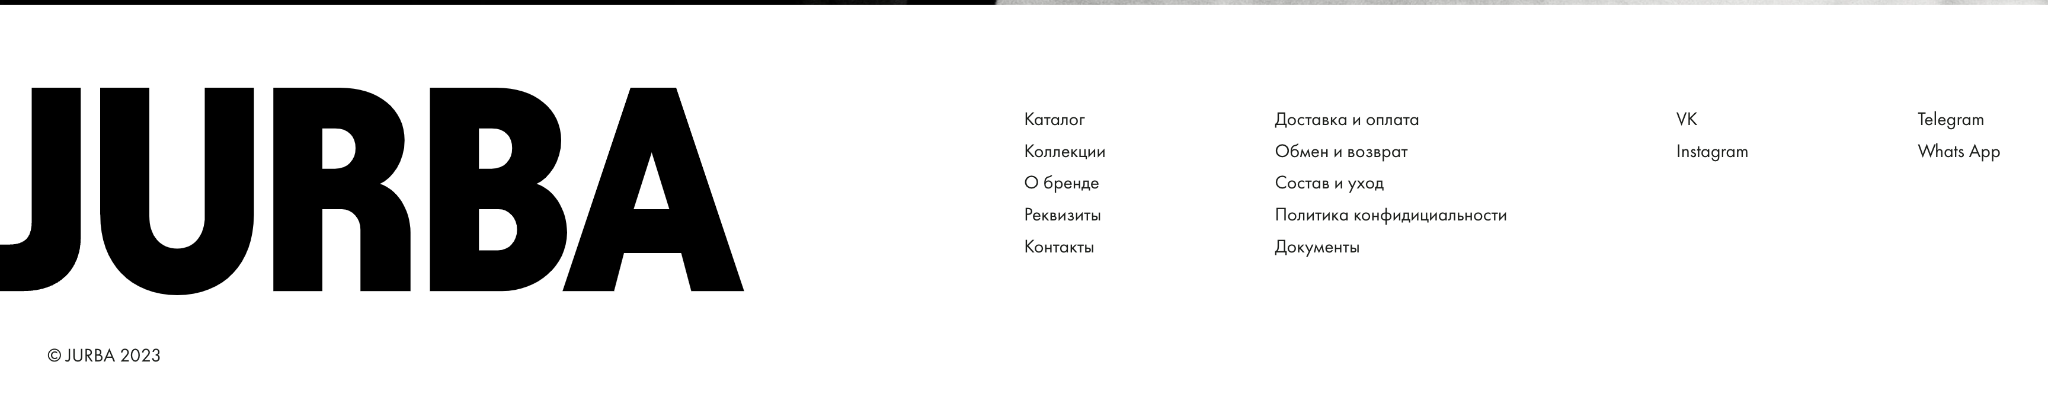 JURBA
Каталог
Коллекции
О бренде
Реквизиты
Контакты
Доставка и оплата
Обмен и возврат
Состав и уход
Политика конфидициальности
Документы
VK
Instagram
Telegram
Whats App
© JURBA 2023